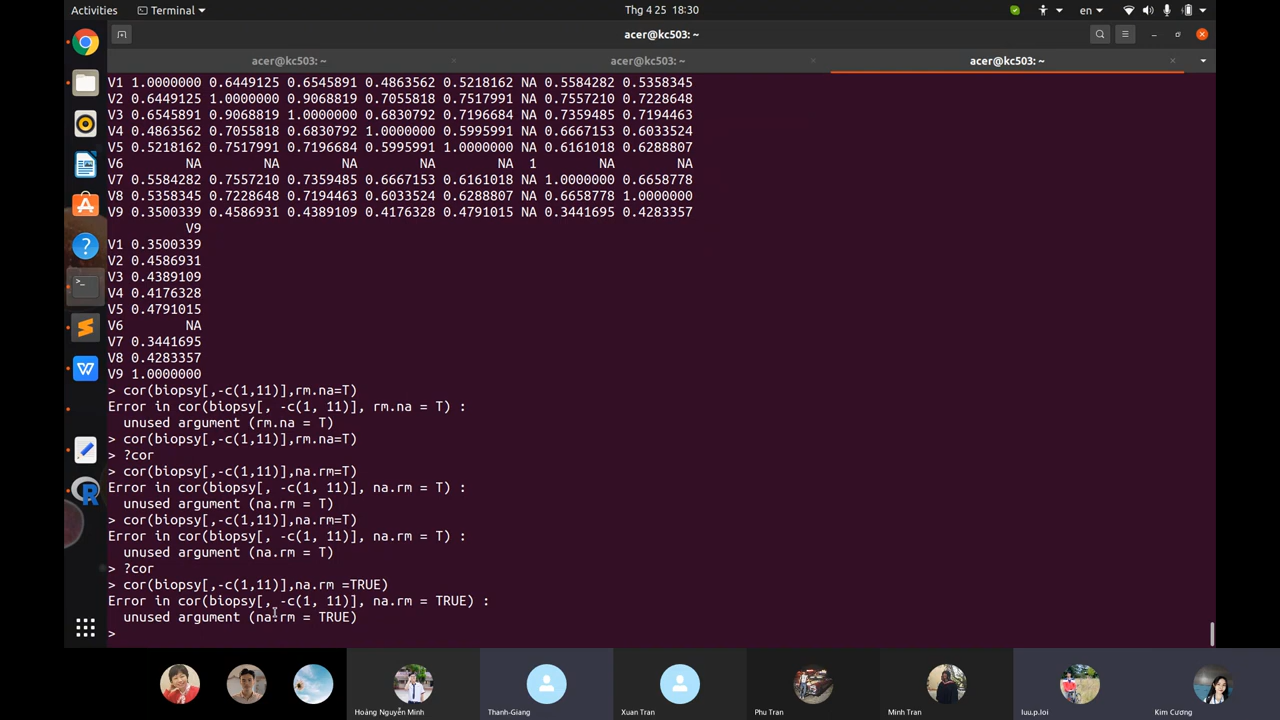 Activities
Terminal
Thg 4 25 18:30
en
acer@kc503: ~
acer@kc503: ~
acer@kc503: ~
acer@kc503: ~
V1 1.0000000 0.6449125 0.6545891 0.4863562 0.5218162 NA 0.5584282 0.5358345
V2 0.6449125 1.0000000 0.9068819 0.7055818 0.7517991 NA 0.7557210 0.7228648
V3 0.6545891 0.9068819 1.0000000 0.6830792 0.7196684 NA 0.7359485 0.7194463
V4 0.4863562 0.7055818 0.6830792 1.0000000 0.5995991 NA 0.6667153 0.6033524
V5 0.5218162 0.7517991 0.7196684 0.5995991 1.0000000 NA 0.6161018 0.6288807
V6 NA NA NA NA NA 1 NA NA
V7 0.5584282 0.7557210 0.7359485 0.6667153 0.6161018 NA 1.0000000 0.6658778
V8 0.5358345 0.7228648 0.7194463 0.6033524 0.6288807 NA 0.6658778 1.0000000
V9 0.3500339 0.4586931 0.4389109 0.4176328 0.4791015 NA 0.3441695 0.4283357
V9
V1 0.3500339
V2 0.4586931
V3 0.4389109
V4 0.4176328
V5 0.4791015
V6 NA
V7 0.3441695
V8 0.4283357
V9 1.0000000
> cor(biopsy[,-c(1,11)],rm.na=T)
Error in cor(biopsy[, -c(1, 11)], rm.na = T) :
unused argument (rm.na = T)
> cor(biopsy[,-c(1,11)],rm.na=T)
> ?cor
> cor(biopsy[,-c(1,11)],na.rm=T)
Error in cor(biopsy[, -c(1, 11)], na.rm = T) :
unused argument (na.rm = T)
> cor(biopsy[,-c(1,11)],na.rm=T)
Error in cor(biopsy[, -c(1, 11)], na.rm = T) :
unused argument (na.rm = T)
> ?cor
> cor(biopsy[,-c(1,11)],na.rm =TRUE)
Error in cor(biopsy[, -c(1, 11)], na.rm = TRUE) :
unused argument (na.rm = TRUE)
>
Hoàng Nguyễn Minh
Thanh-Giang
Xuan Tran
Phu Tran
Minh Tran
luu.p.loi
Kim Cương